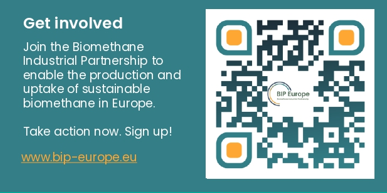 Get involved
Join the Biomethane
Industrial Partnership to
enable the production and
uptake of sustainable
biomethane in Europe.
Take action now. Sign up!
www.bip-europe.eu
BIP Europe